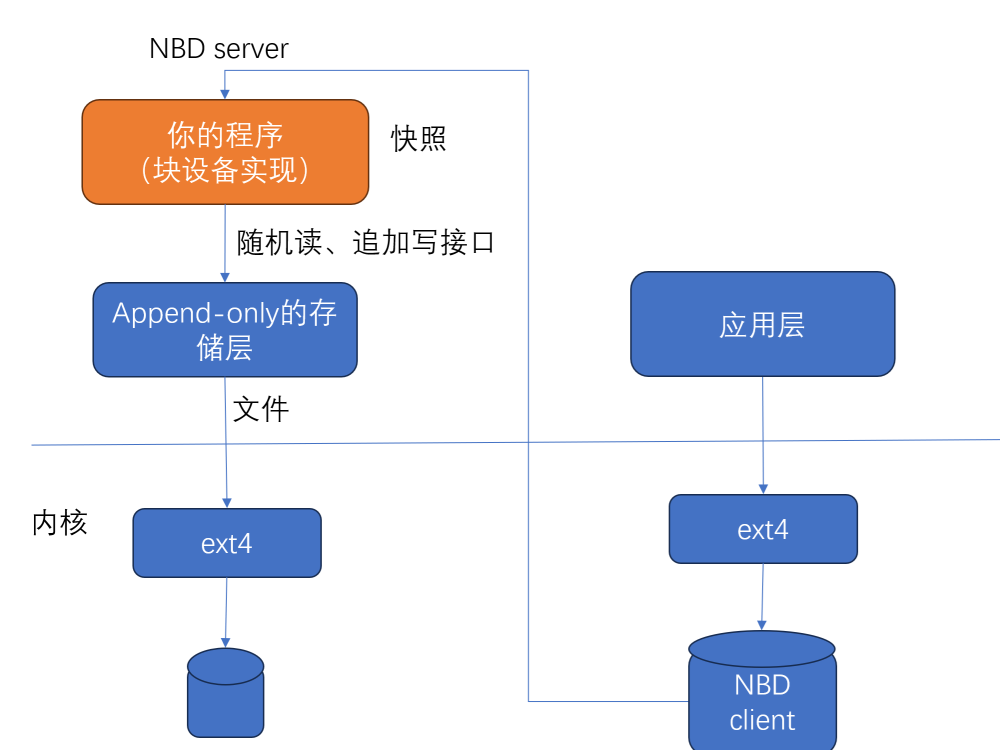 NBD server
你的程序
（块设备实现）
快照
随机读、追加写接口
Append-only的存
储层
文件
应用层
内核
ext4
ext4
NBD
client